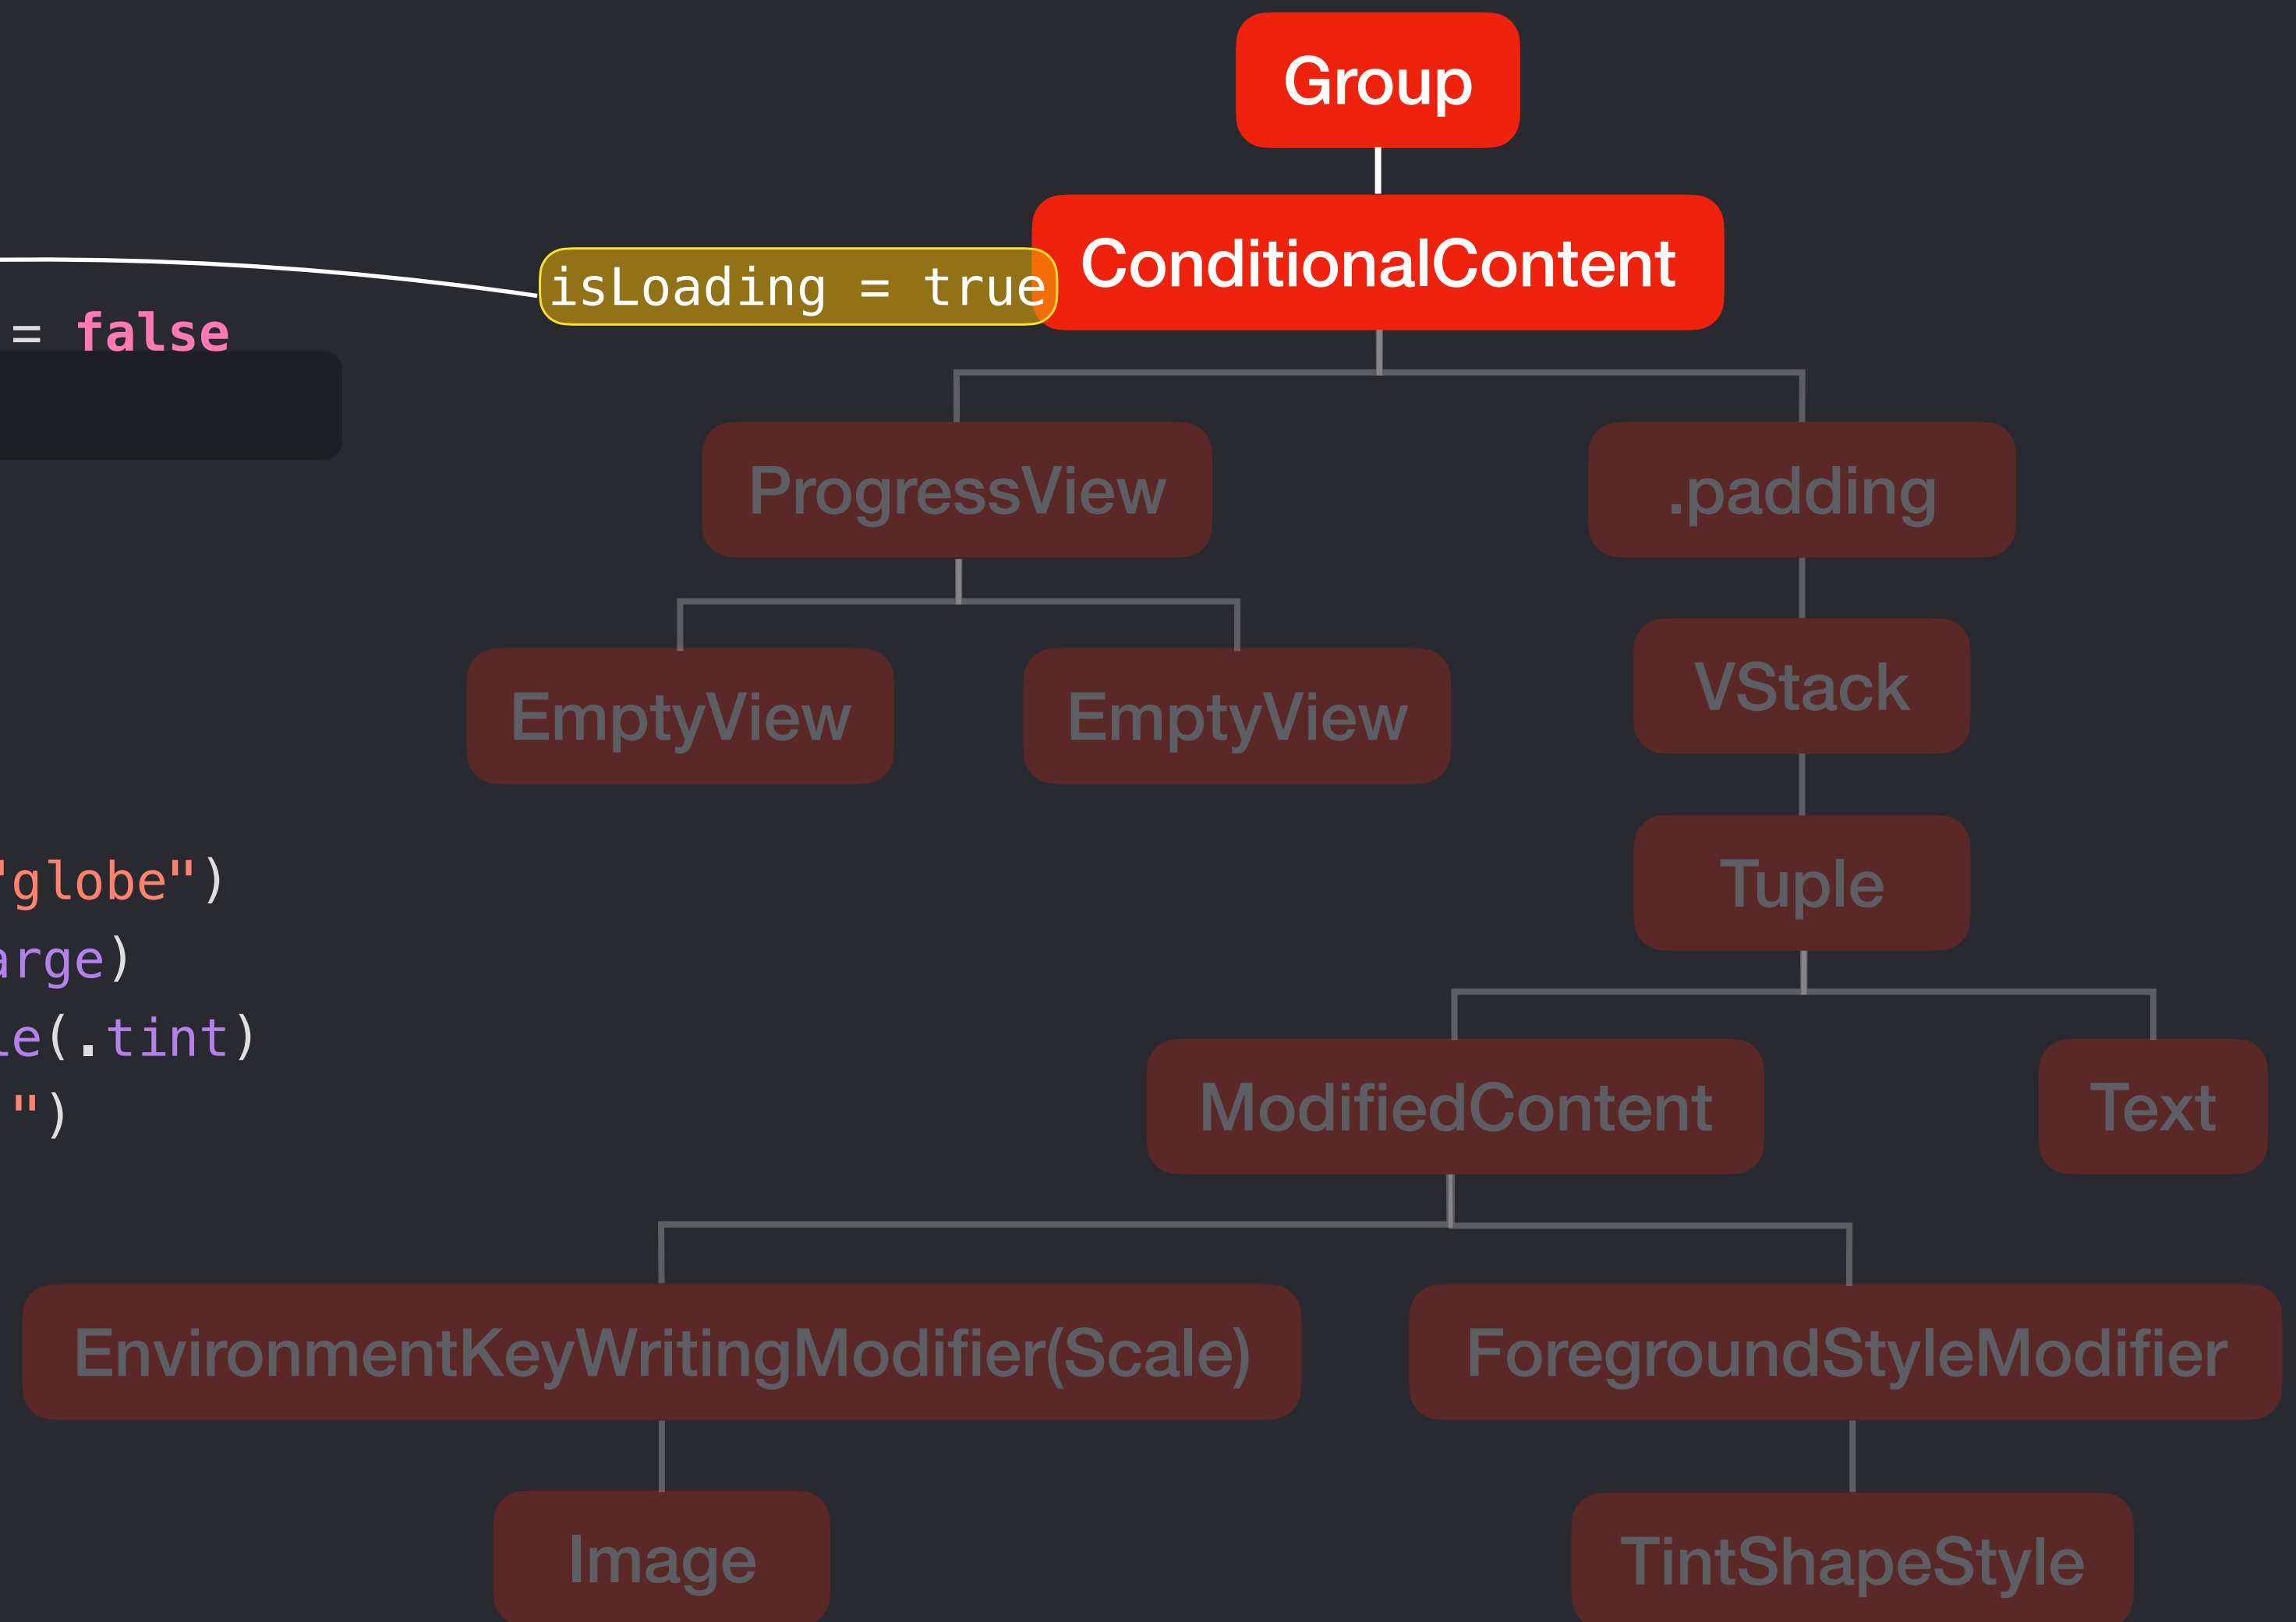 Group
ConditionalContent
isLoading = true
= false
ProgressView
.padding
EmptyView
EmptyView
VStack
"globe")
Tuple
arge)
le(.tint)
")
ModifiedContent
Text
EnvironmentKeyWritingModifier(Scale)
ForegroundStyleModifier
Image
TintShapeStyle